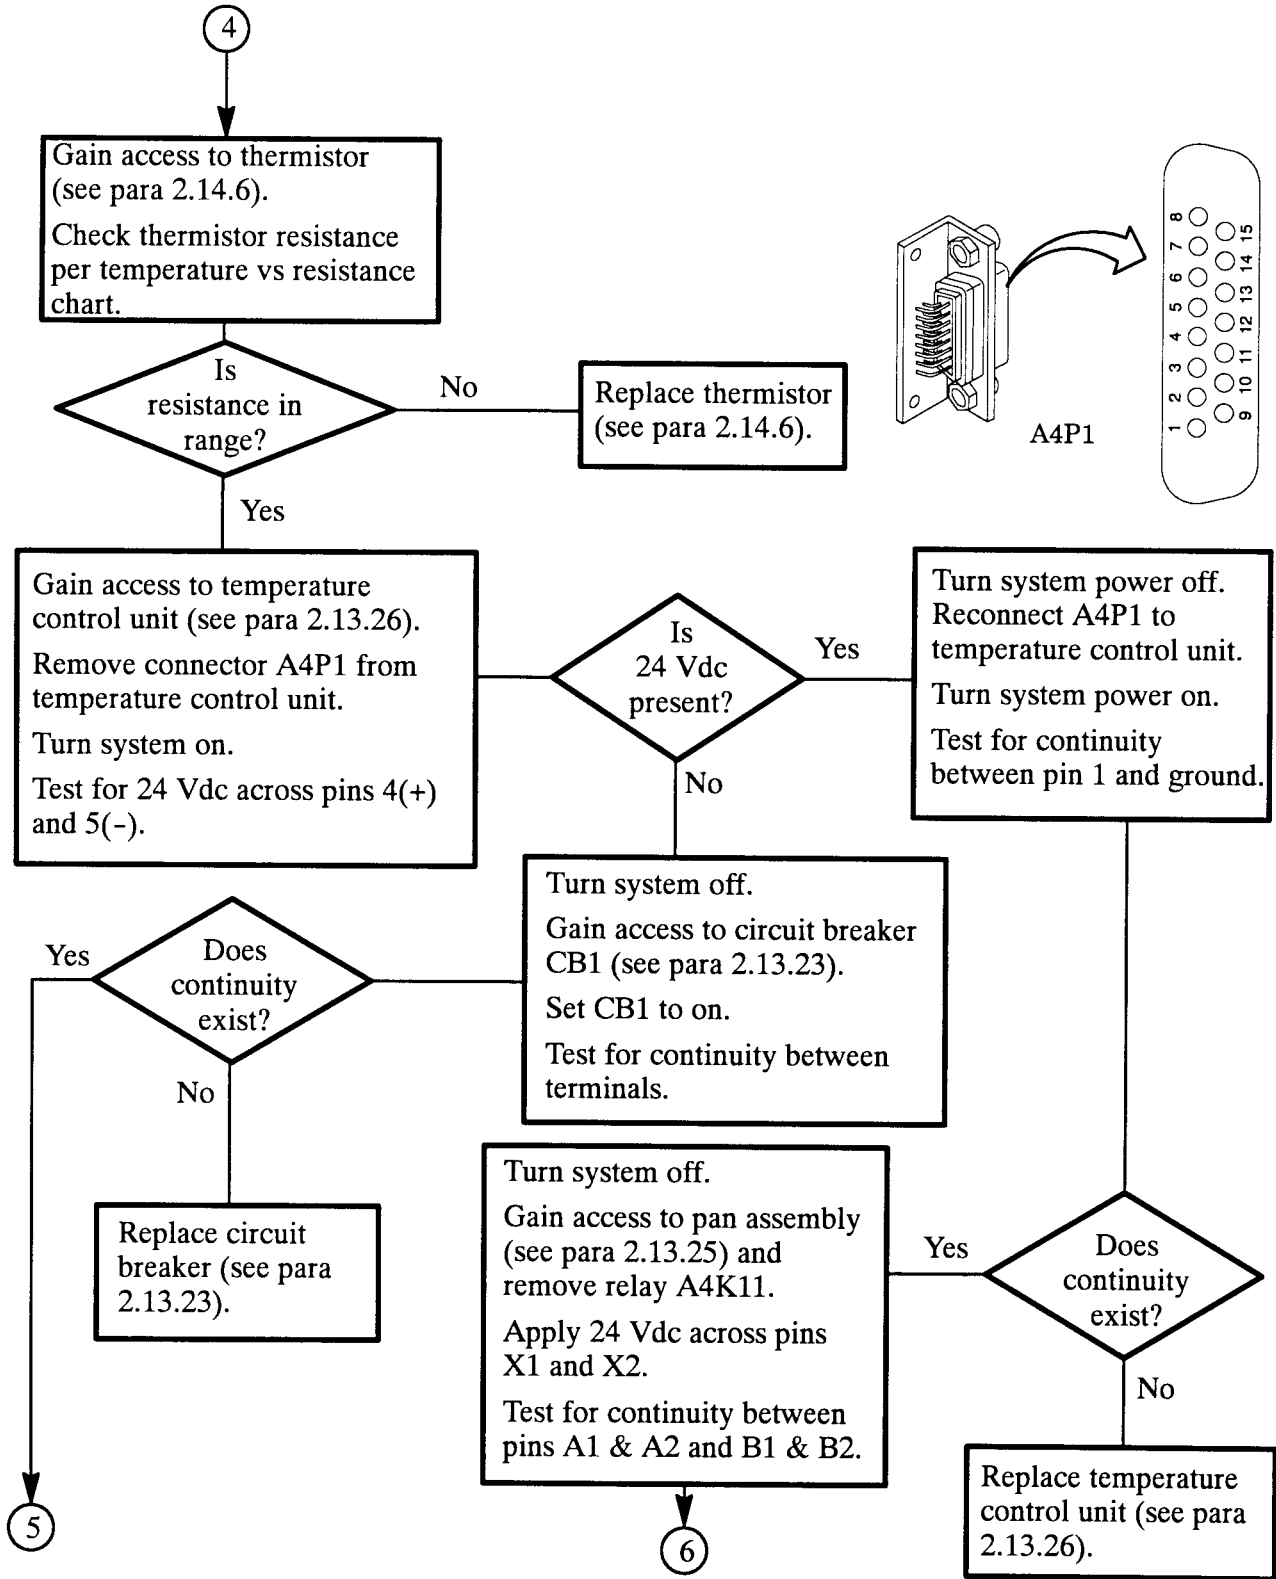 4
Gain access to thermistor
(see para 2.14.6).
Check thermistor resistance
per temperature vs resistance
chart.
Is
resistance in
range?
No
Replace thermistor
(see para 2.14.6).
A4P1
8
7
6
5
4
3
2
1
15
14
13
12
11
10
9
Yes
Gain access to temperature
control unit (see para 2.13.26).
Remove connector A4P1 from
temperature control unit.
Turn system on.
Test for 24 Vdc across pins 4(+)
and 5(-).
Is
24 Vdc
present?
Yes
Turn system power off.
Reconnect A4P1 to
temperature control unit.
Turn system power on.
Test for continuity
between pin 1 and ground.
No
Turn system off.
Gain access to circuit breaker
CB1 (see para 2.13.23).
Set CB1 to on.
Test for continuity between
terminals.
Does
continuity
exist?
Yes
No
Replace circuit
breaker (see para
2.13.23).
Does
continuity
exist?
Yes
Turn system off.
Gain access to pan assembly
(see para 2.13.25) and
remove relay A4K11.
Apply 24 Vdc across pins
X1 and X2.
Test for continuity between
pins A1 & A2 and B1 & B2.
No
Replace temperature
control unit (see para
2.13.26).
5
6